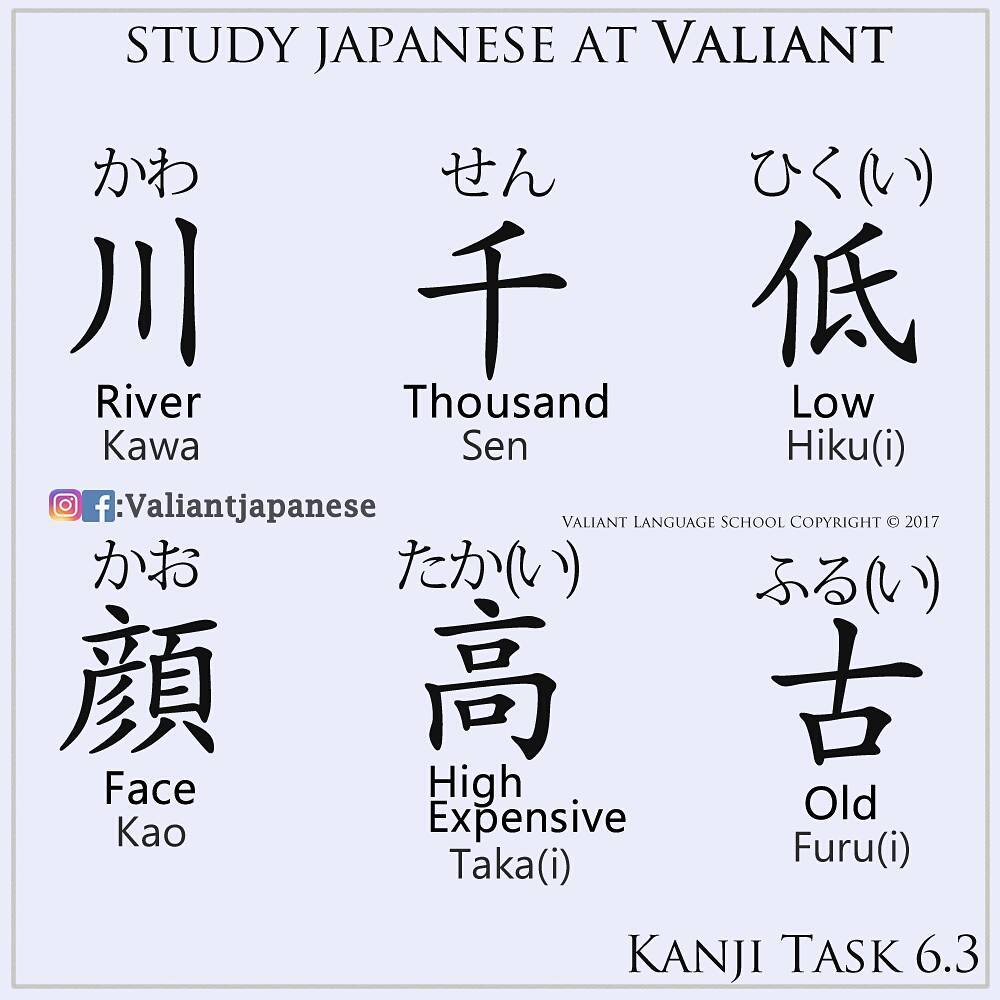 STUDY JAPANESE AT VALIANT
かわ
川
River
Kawa
せん
千
Thousand
Sen
ひく(い)
低
Low
Hiku(i)
:Valiantjapanese
VALIANT LANGUAGE SCHOOL COPYRIGHT © 2017
かお
顔
Face
Kao
たか(い)
高
High
Expensive
Taka(i)
ふる(い)
古
Old
Furu(i)
KANJI TASK 6.3